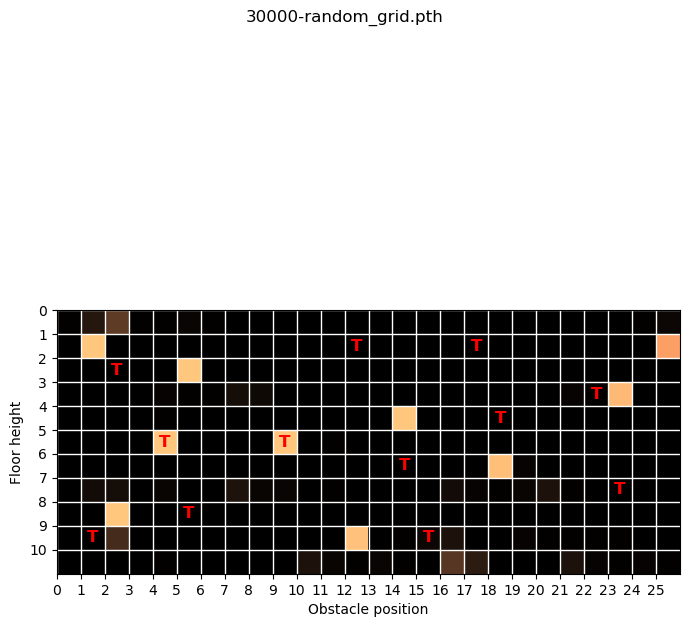 30000-random_grid.pth
0
1
T T
2
T
3
T
4
T
5
T T
6
T
7
T
8
T
9
T T
10
Floor height
0 1 2 3 4 5 6 7 8 9 10 11 12 13 14 15 16 17 18 19 20 21 22 23 24 25
Obstacle position